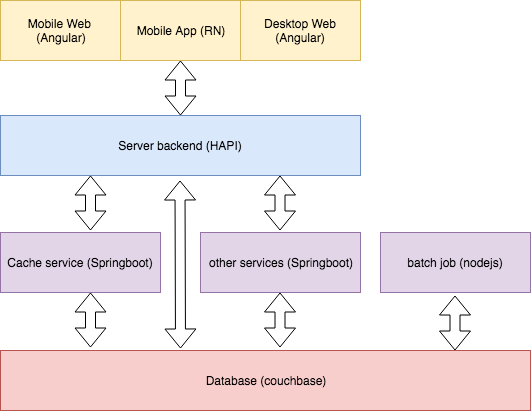 Mobile Web
(Angular)
Mobile App (RN)
Desktop Web
(Angular)
Server backend (HAPI)
Cache service (Springboot)
other services (Springboot)
batch job (nodejs)
Database (couchbase)